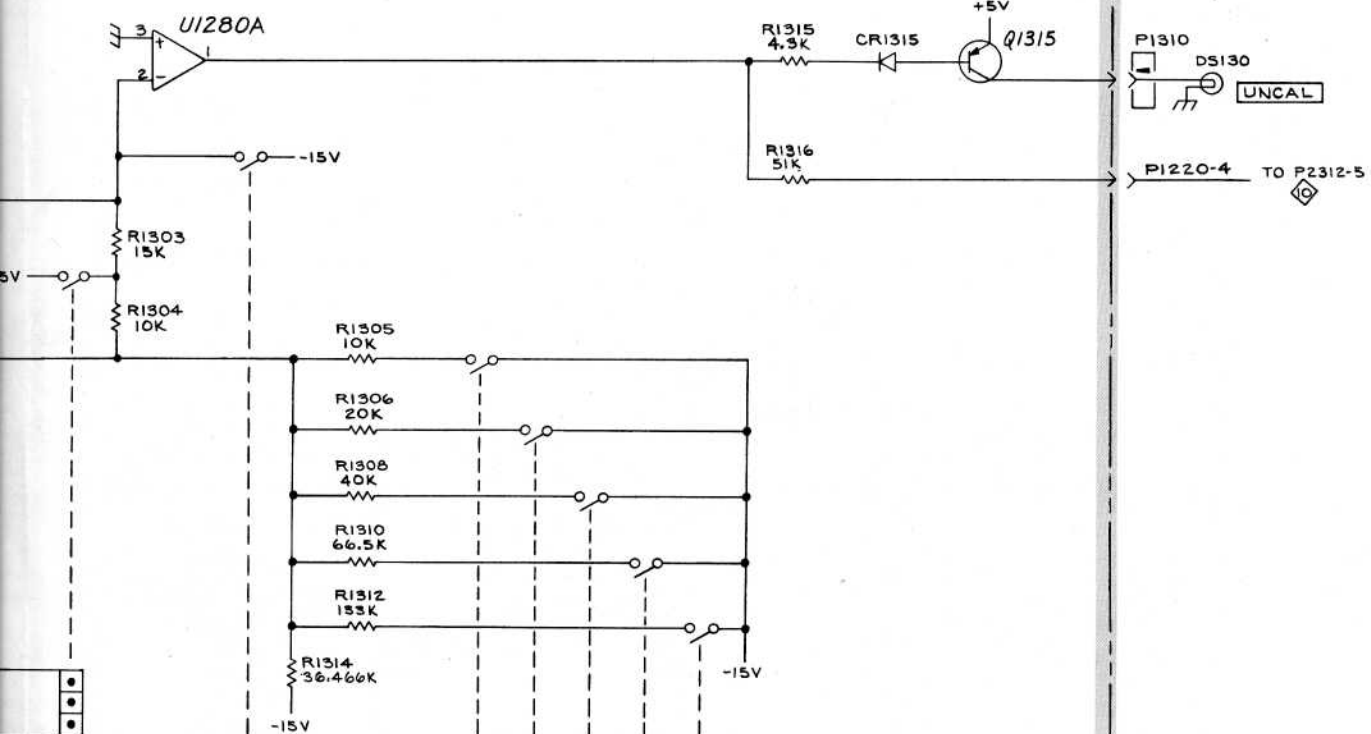 +5V
U1280A
3
+
1
2
-
R1315
4.3K
CR1315
Q1315
P1310
DS130
UNCAL
-15V
R1316
51K
P1220-4
TO P2312-5
10
R1303
15K
5V
R1304
10K
R1305
10K
R1306
20K
R1308
40K
R1310
66.5K
R1312
133K
R1314
36.466K
-15V
-15V